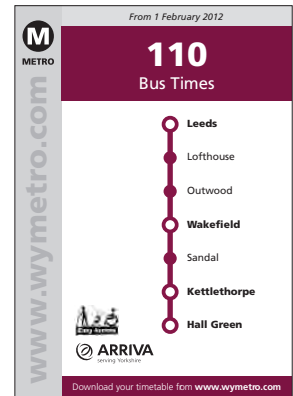 From 1 February 2012
M
METRO
110
Bus Times
www.wymetro.com
Leeds
Lofthouse
Outwood
Wakefield
Sandal
Kettlethorpe
Hall Green
Easy Access
ARRIVA
serving Yorkshire
Download your timetable from www.wymetro.com